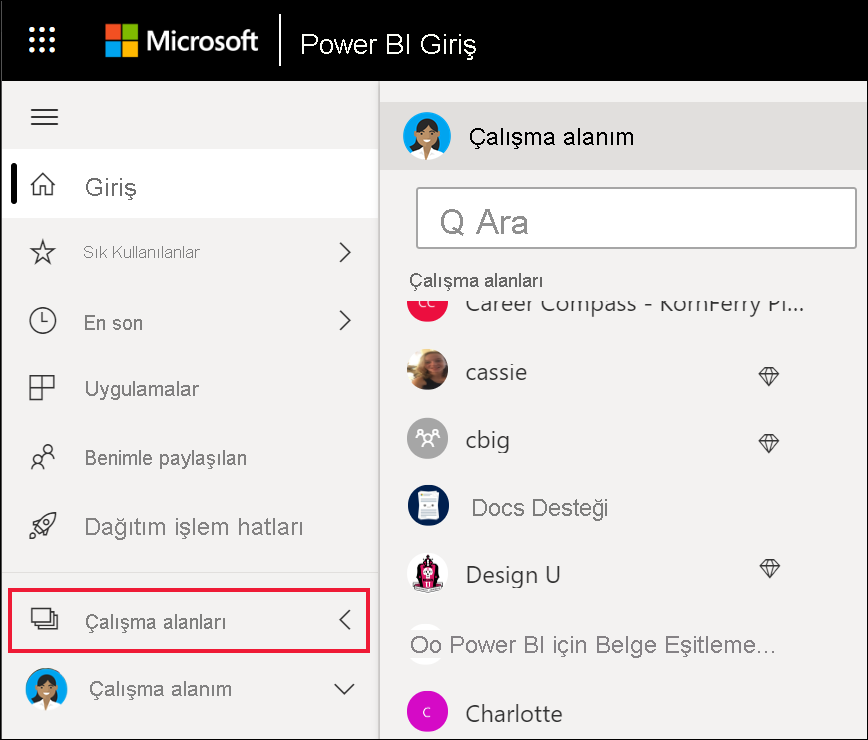 Microsoft
Power BI Giriş
Giriş
Sık Kullanılanlar
En son
Uygulamalar
Benimle paylaşılan
Dağıtım işlem hatları
Çalışma alanları
Çalışma alanım
Çalışma alanım
Q Ara
Çalışma alanları
CC
Career Compass - KornFerry Pi...
cassie
cbig
Docs Desteği
Design U
Oo Power BI için Belge Eşitleme...
C
Charlotte